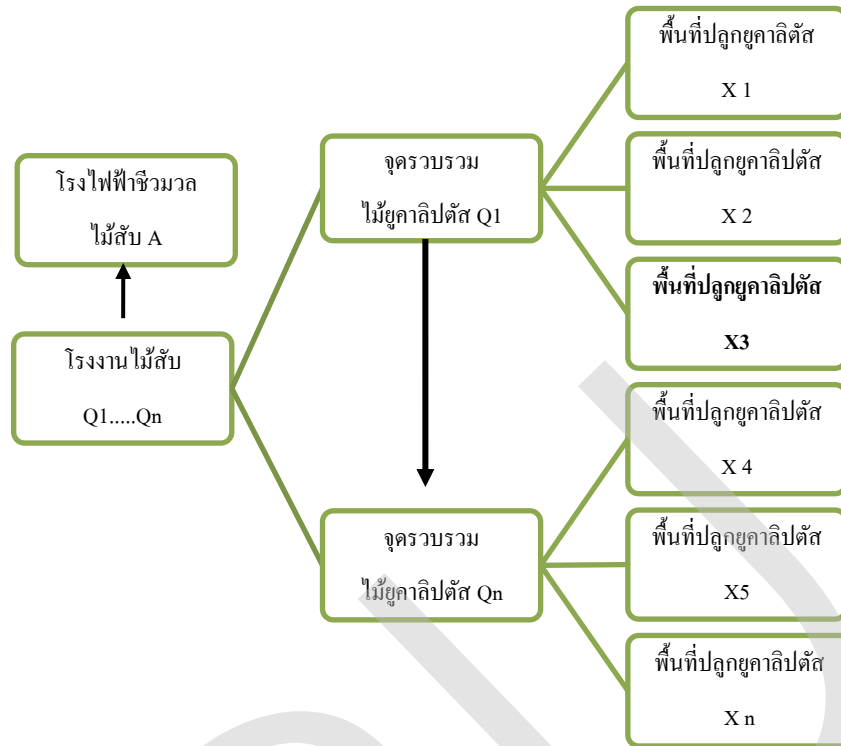 พื้นที่ปลูกยูคาลิตัส
X 1
จุดรวบรวม
ไม้ยูคาลิปตัส Q1
พื้นที่ปลูกยูคาลิปตัส
X 2
โรงไฟฟ้าชีวมวล
ไม้สับ A
พื้นที่ปลูกยูคาลิปตัส
X3
โรงงานไม้สับ
Q1.....Qn
พื้นที่ปลูกยูคาลิปตัส
X 4
จุดรวบรวม
ไม้ยูคาลิปตัส Qn
พื้นที่ปลูกยูคาลิปตัส
X5
พื้นที่ปลูกยูคาลิปตัส
X n